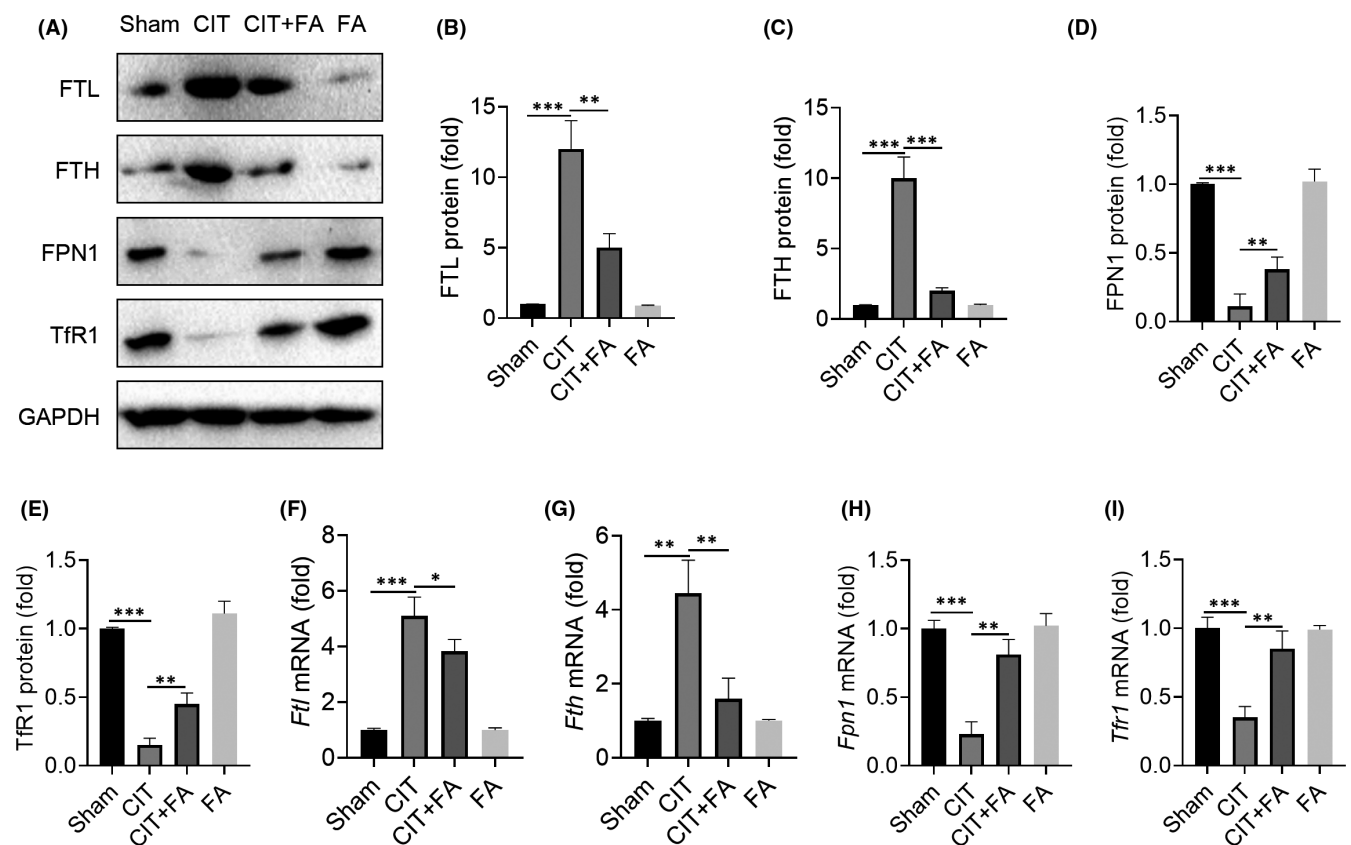 (A)
Sham CIT CIT+FA FA
FTL
FTH
FPN1
TfR1
GAPDH
(B)
FTL protein (fold)
15
10
5
0
*** **
Sham CIT CIT+FA FA
(C)
FTH protein (fold)
15
10
5
0
*** ***
Sham CIT CIT+FA FA
(D)
FPN1 protein (fold)
1.5
1.0
0.5
0.0
***
**
Sham CIT CIT+FA FA
(E)
TfR1 protein (fold)
1.5
1.0
0.5
0.0
***
**
Sham CIT CIT+FA FA
(F)
Ftl mRNA (fold)
8
6
4
2
0
*** *
Sham CIT CIT+FA FA
(G)
Fth mRNA (fold)
6
4
2
0
** **
Sham CIT CIT+FA FA
(H)
Fpn1 mRNA (fold)
1.5
1.0
0.5
0.0
***
**
Sham CIT CIT+FA FA
(I)
Tfr1 mRNA (fold)
1.5
1.0
0.5
0.0
***
**
Sham CIT CIT+FA FA